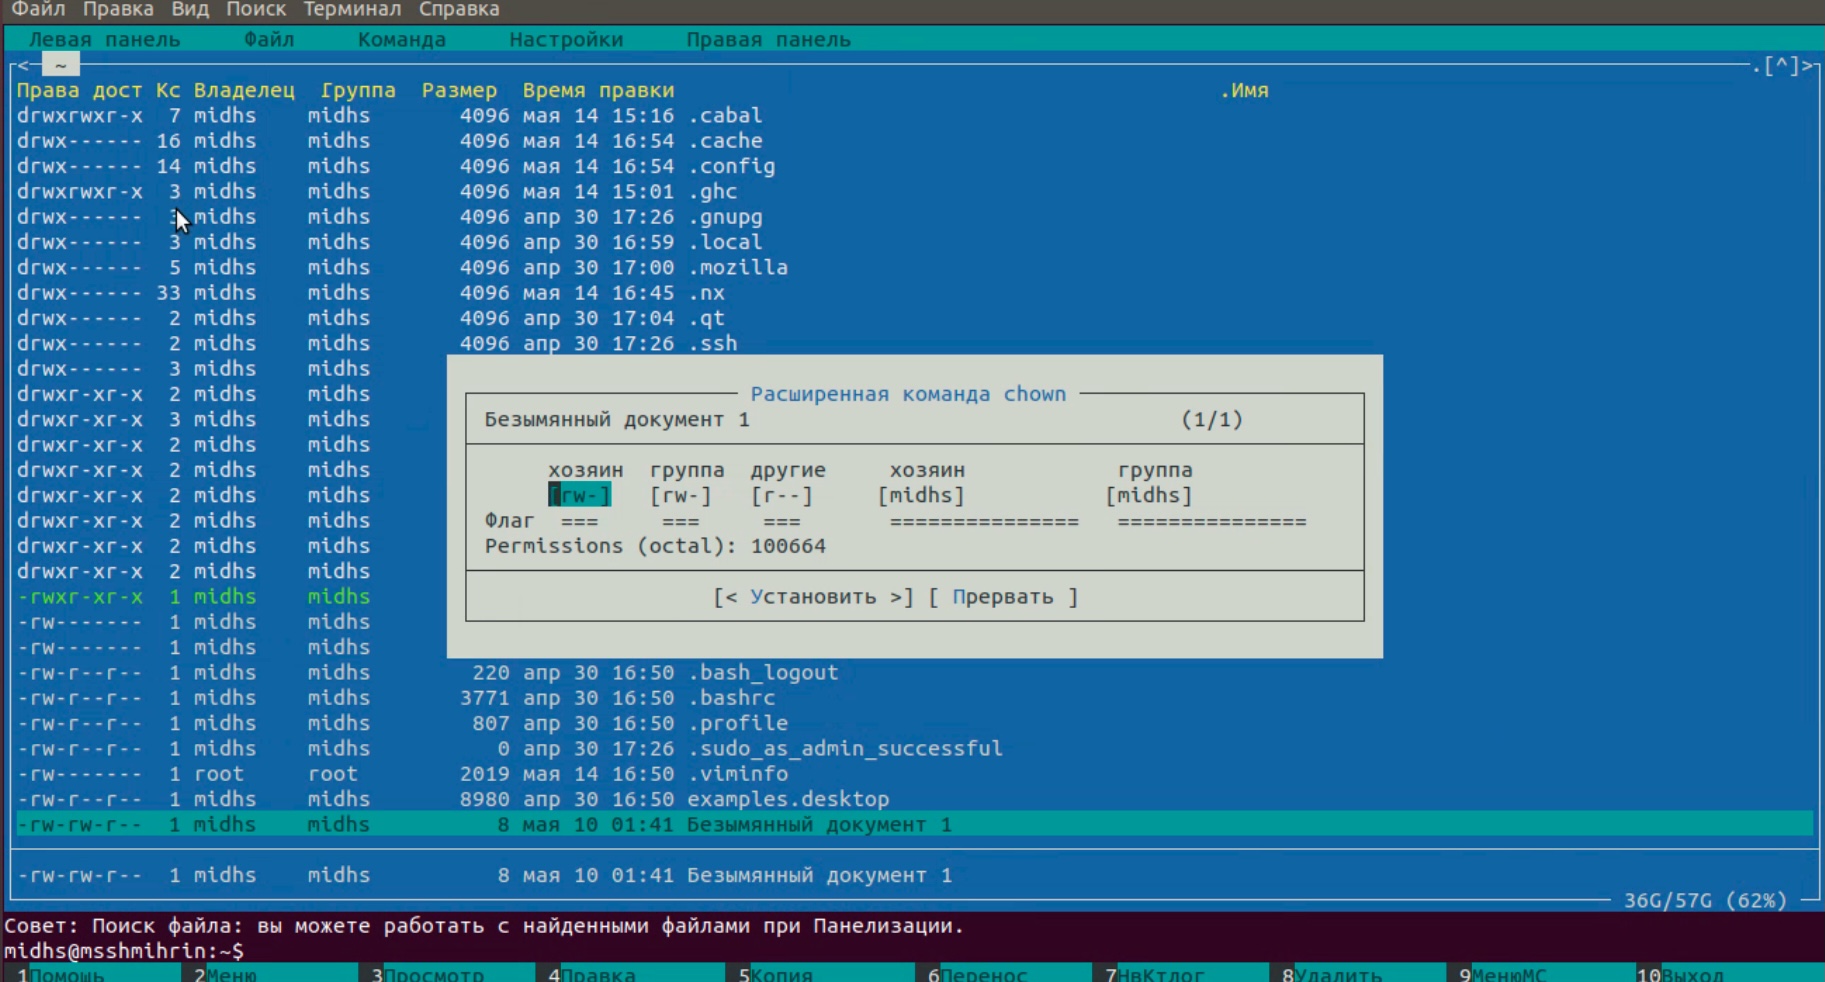 Файл Правка Вид Поиск Терминал Справка
Левая панель Файл Команда Настройки Правая панель
<─ ~ .[^]>
Права дост Кс Владелец Группа Размер Время правки .Имя
drwxrwxr-x 7 midhs midhs 4096 мая 14 15:16 .cabal
drwx------ 16 midhs midhs 4096 мая 14 16:54 .cache
drwx------ 14 midhs midhs 4096 мая 14 16:54 .config
drwxrwxr-x 3 midhs midhs 4096 мая 14 15:01 .ghc
drwx------ 3 midhs midhs 4096 апр 30 17:26 .gnupg
drwx------ 3 midhs midhs 4096 апр 30 16:59 .local
drwx------ 5 midhs midhs 4096 апр 30 17:00 .mozilla
drwx------ 33 midhs midhs 4096 мая 14 16:45 .nx
drwx------ 2 midhs midhs 4096 апр 30 17:04 .qt
drwx------ 2 midhs midhs 4096 апр 30 17:26 .ssh
drwx------ 3 midhs midhs
drwxr-xr-x 2 midhs midhs
drwxr-xr-x 3 midhs midhs
drwxr-xr-x 2 midhs midhs
drwxr-xr-x 2 midhs midhs
drwxr-xr-x 2 midhs midhs
drwxr-xr-x 2 midhs midhs
drwxr-xr-x 2 midhs midhs
drwxr-xr-x 2 midhs midhs
-rwxr-xr-x 1 midhs midhs
-rw------- 1 midhs midhs
-rw------- 1 midhs midhs
Расширенная команда chown
Безымянный документ 1 (1/1)
хозяин группа другие хозяин группа
[rw-] [rw-] [r--] [midhs] [midhs]
Флаг === === === =============== ===============
Permissions (octal): 100664
[< Установить >] [ Прервать ]
-rw-r--r-- 1 midhs midhs 220 апр 30 16:50 .bash_logout
-rw-r--r-- 1 midhs midhs 3771 апр 30 16:50 .bashrc
-rw-r--r-- 1 midhs midhs 807 апр 30 16:50 .profile
-rw-r--r-- 1 midhs midhs 0 апр 30 17:26 .sudo_as_admin_successful
-rw------- 1 root root 2019 мая 14 16:50 .viminfo
-rw-r--r-- 1 midhs midhs 8980 апр 30 16:50 examples.desktop
-rw-rw-r-- 1 midhs midhs 8 мая 10 01:41 Безымянный документ 1
-rw-rw-r-- 1 midhs midhs 8 мая 10 01:41 Безымянный документ 1
36G/57G (62%)
Совет: Поиск файла: вы можете работать с найденными файлами при Панелизации.
midhs@msshmihrin:~$
1Помощь 2Меню 3Просмотр 4Правка 5Копия 6Перенос 7НвКтлог 8Удалить 9МенюМС 10Выход